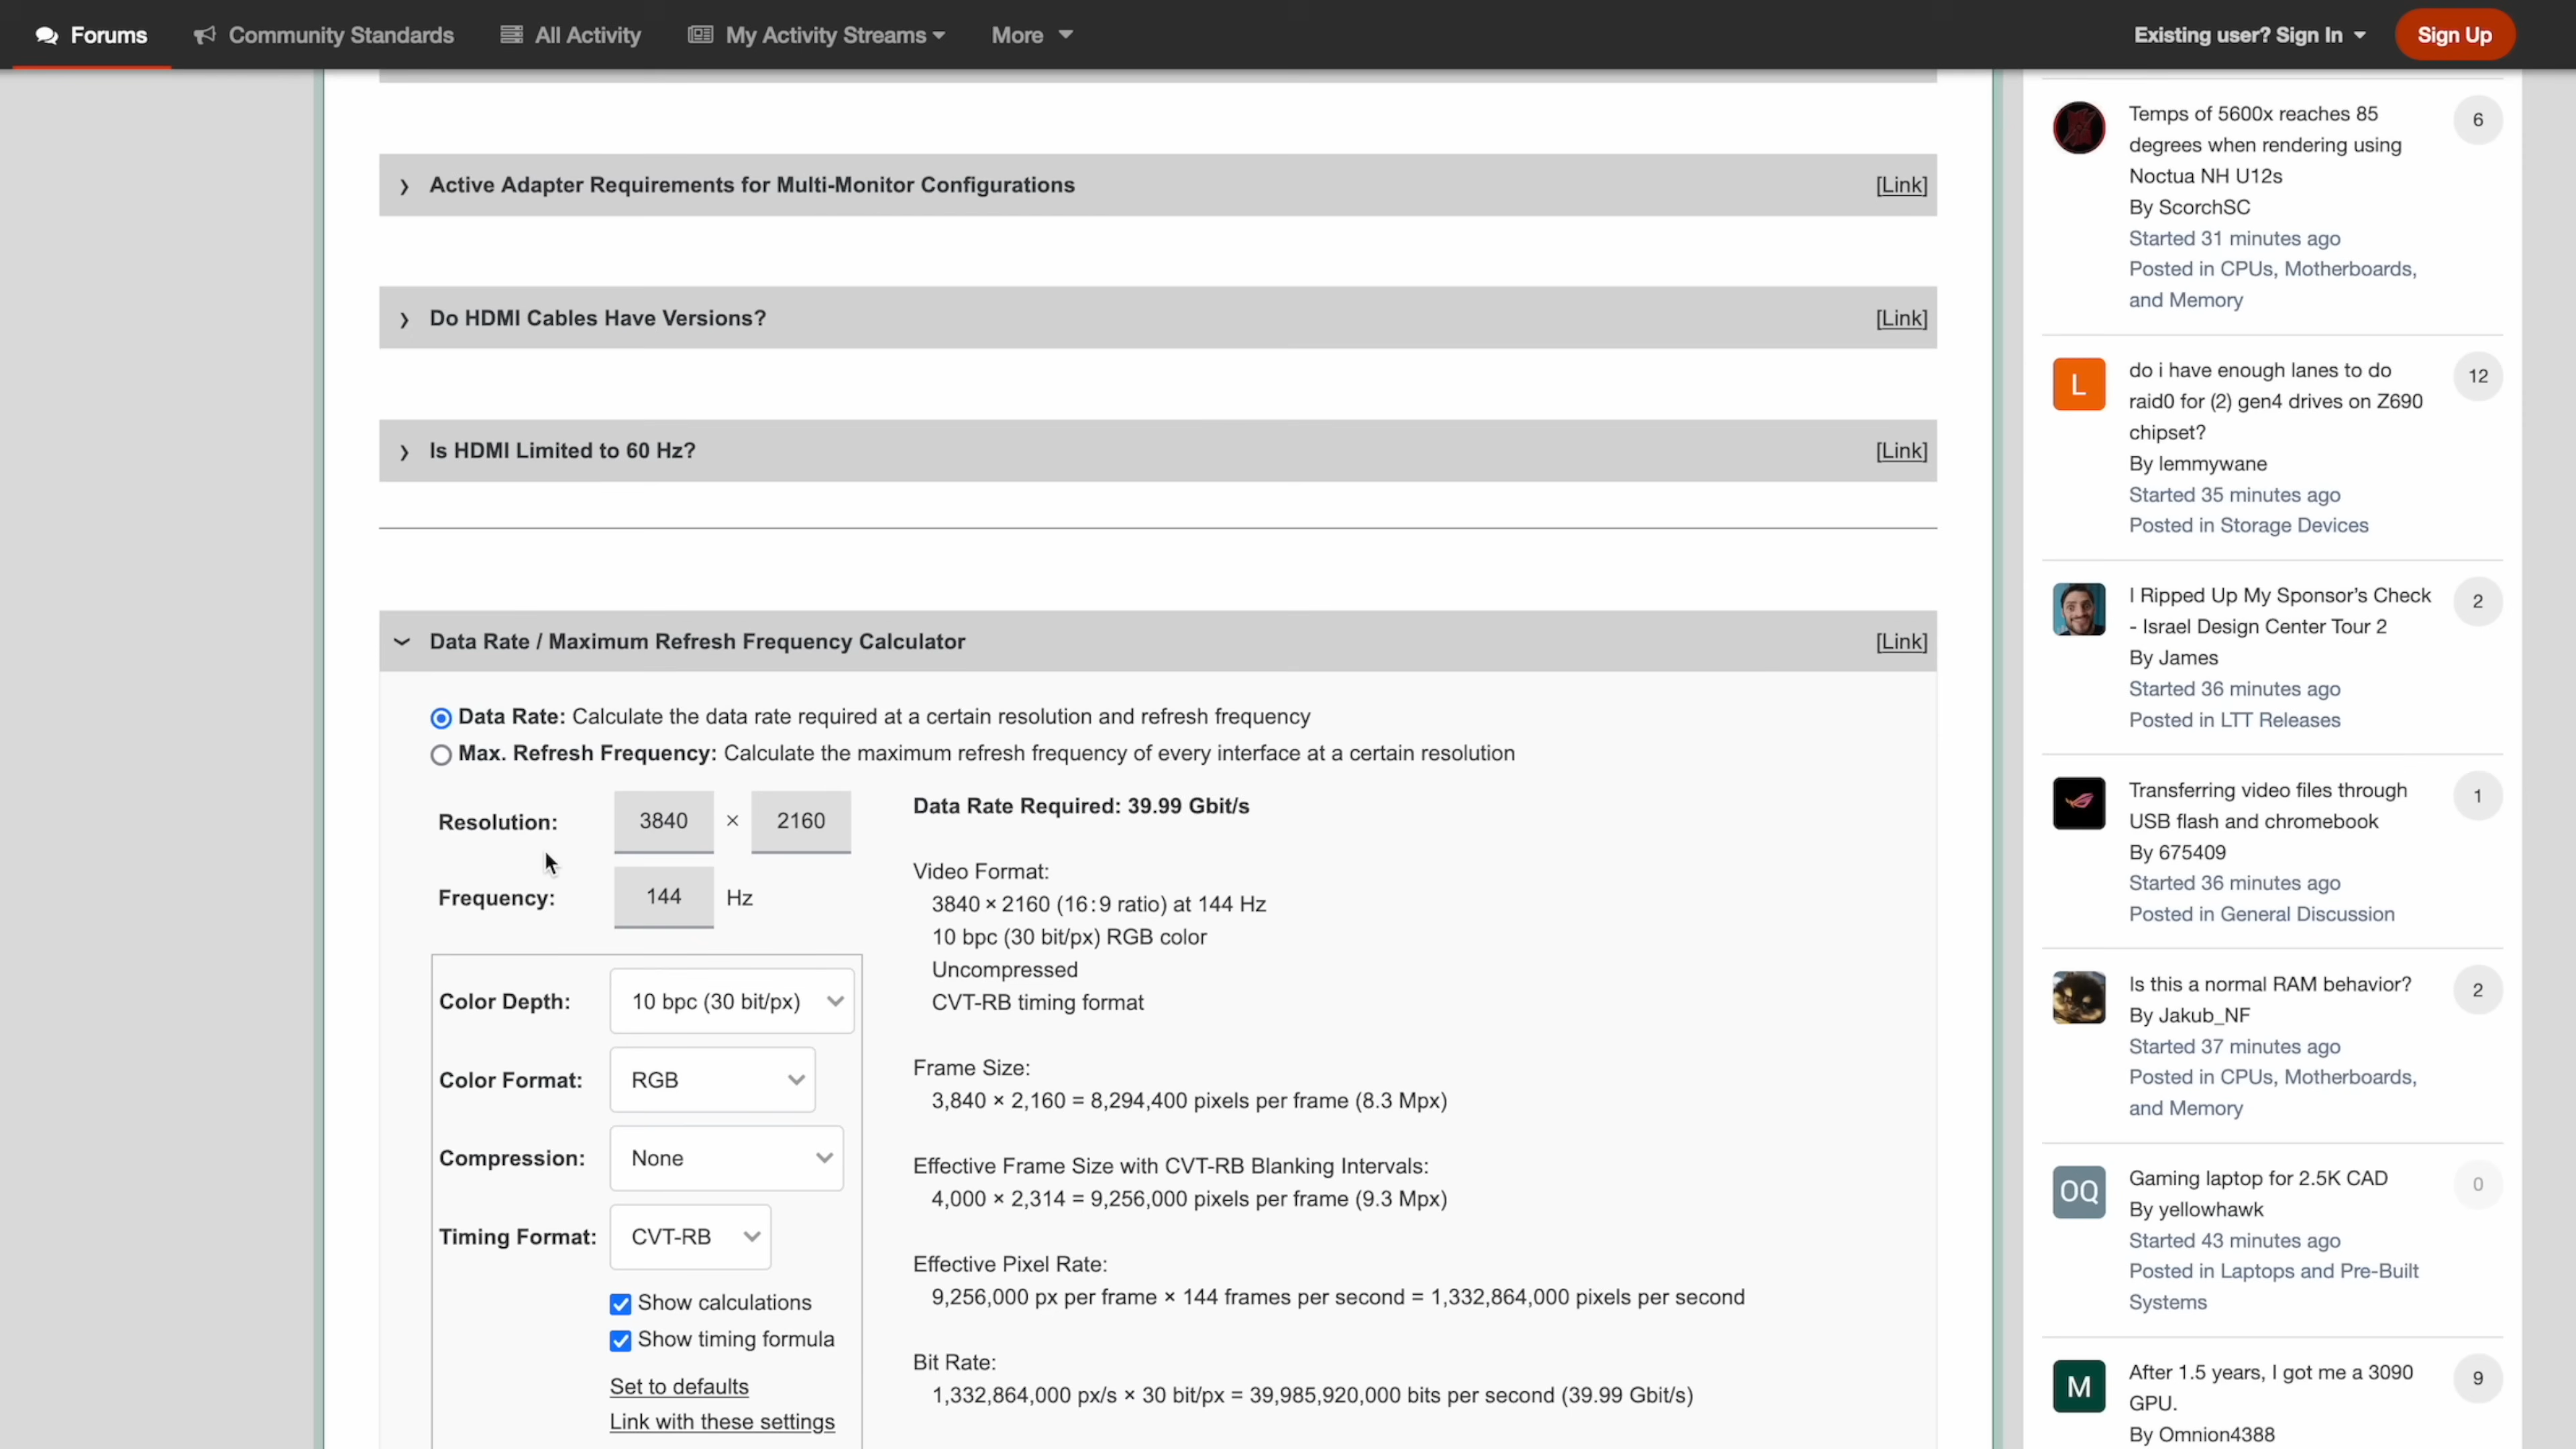 Forums
Community Standards
All Activity
My Activity Streams
More
Existing user? Sign In
Sign Up
Active Adapter Requirements for Multi-Monitor Configurations [Link]
Do HDMI Cables Have Versions? [Link]
Is HDMI Limited to 60 Hz? [Link]
Data Rate / Maximum Refresh Frequency Calculator [Link]
Data Rate: Calculate the data rate required at a certain resolution and refresh frequency
Max. Refresh Frequency: Calculate the maximum refresh frequency of every interface at a certain resolution
Resolution: 3840 × 2160
Frequency: 144 Hz
Color Depth: 10 bpc (30 bit/px)
Color Format: RGB
Compression: None
Timing Format: CVT-RB
Show calculations
Show timing formula
Set to defaults
Link with these settings
Data Rate Required: 39.99 Gbit/s
Video Format:
3840 × 2160 (16:9 ratio) at 144 Hz
10 bpc (30 bit/px) RGB color
Uncompressed
CVT-RB timing format
Frame Size:
3,840 × 2,160 = 8,294,400 pixels per frame (8.3 Mpx)
Effective Frame Size with CVT-RB Blanking Intervals:
4,000 × 2,314 = 9,256,000 pixels per frame (9.3 Mpx)
Effective Pixel Rate:
9,256,000 px per frame × 144 frames per second = 1,332,864,000 pixels per second
Bit Rate:
1,332,864,000 px/s × 30 bit/px = 39,985,920,000 bits per second (39.99 Gbit/s)
Temps of 5600x reaches 85 6
degrees when rendering using
Noctua NH U12s
By ScorchSC
Started 31 minutes ago
Posted in CPUs, Motherboards,
and Memory
L
do i have enough lanes to do 12
raid0 for (2) gen4 drives on Z690
chipset?
By lemmywane
Started 35 minutes ago
Posted in Storage Devices
I Ripped Up My Sponsor's Check 2
- Israel Design Center Tour 2
By James
Started 36 minutes ago
Posted in LTT Releases
Transferring video files through 1
USB flash and chromebook
By 675409
Started 36 minutes ago
Posted in General Discussion
Is this a normal RAM behavior? 2
By Jakub_NF
Started 37 minutes ago
Posted in CPUs, Motherboards,
and Memory
OQ
Gaming laptop for 2.5K CAD 0
By yellowhawk
Started 43 minutes ago
Posted in Laptops and Pre-Built
Systems
M
After 1.5 years, I got me a 3090 9
GPU.
By Omnion4388